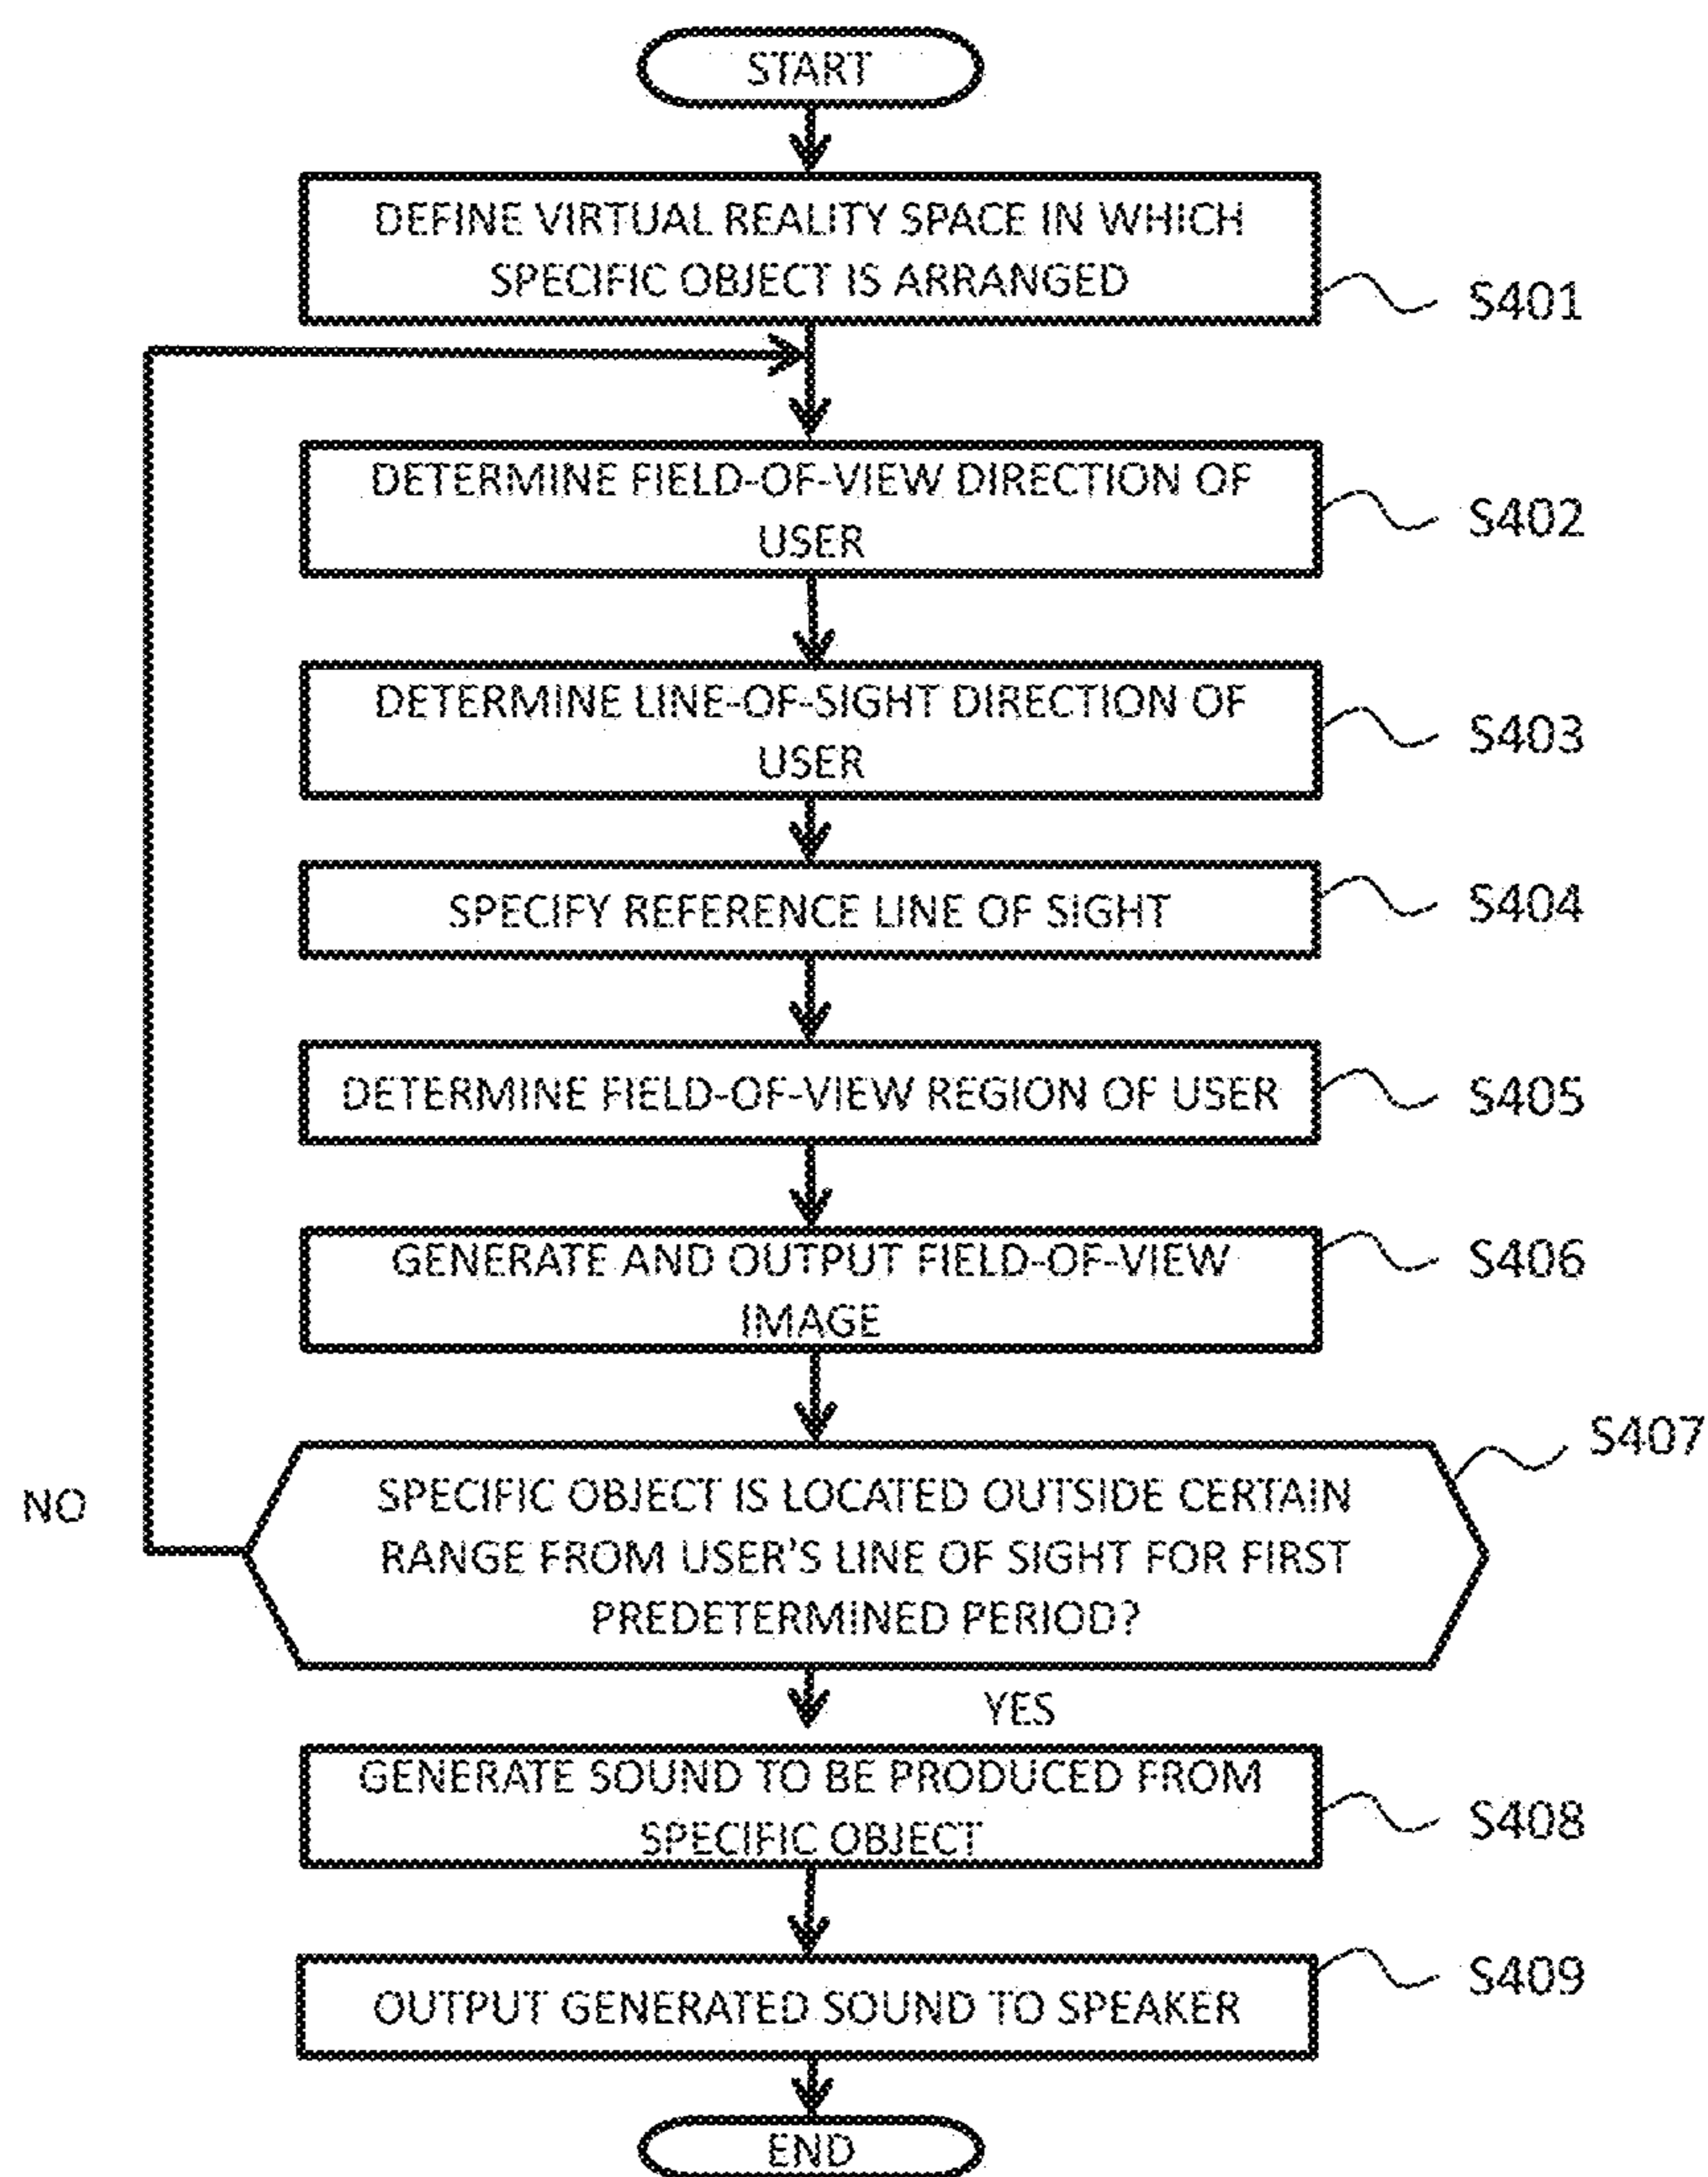 START
DEFINE VIRTUAL REALITY SPACE IN WHICH
SPECIFIC OBJECT IS ARRANGED
S401
DETERMINE FIELD-OF-VIEW DIRECTION OF
USER
S402
DETERMINE LINE-OF-SIGHT DIRECTION OF
USER
S403
SPECIFY REFERENCE LINE OF SIGHT
S404
DETERMINE FIELD-OF-VIEW REGION OF USER
S405
GENERATE AND OUTPUT FIELD-OF-VIEW
IMAGE
S406
SPECIFIC OBJECT IS LOCATED OUTSIDE CERTAIN
RANGE FROM USER'S LINE OF SIGHT FOR FIRST
PREDETERMINED PERIOD?
S407
NO
YES
GENERATE SOUND TO BE PRODUCED FROM
SPECIFIC OBJECT
S408
OUTPUT GENERATED SOUND TO SPEAKER
S409
END